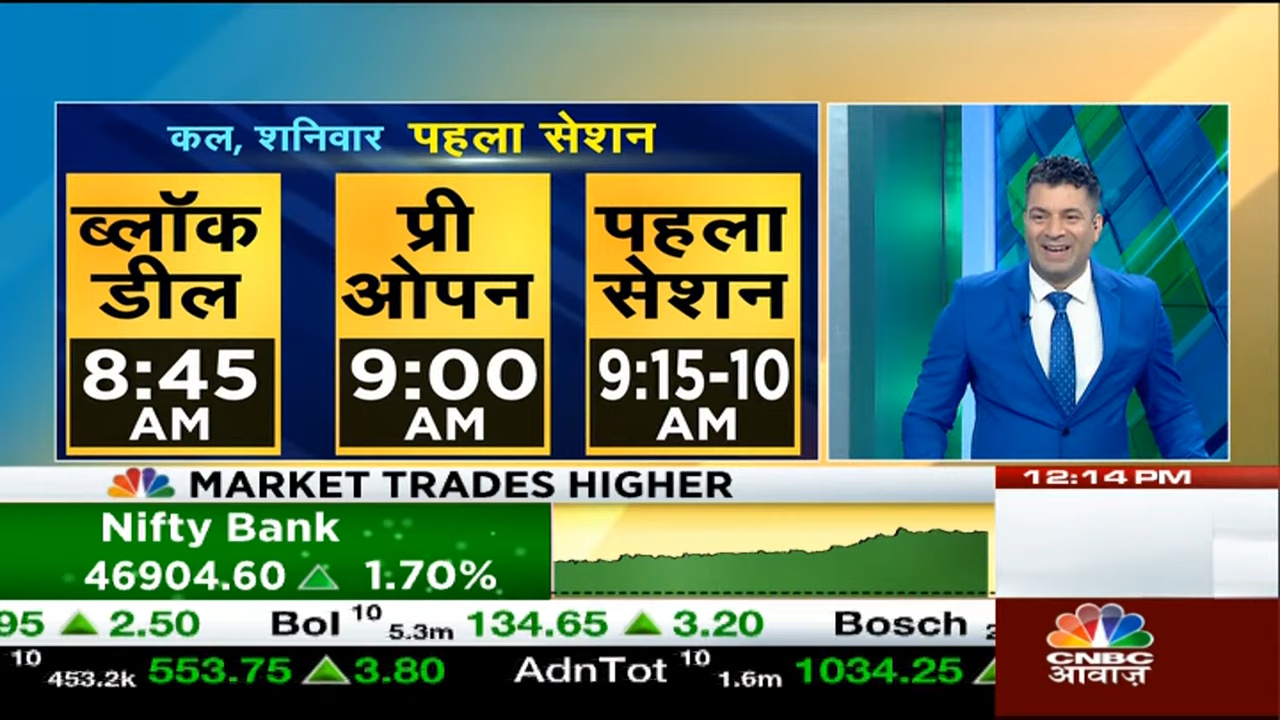 कल, शनिवार पहला सेशन
ब्लॉक
डील
8:45
AM
प्री
ओपन
9:00
AM
पहला
सेशन
9:15-10
AM
MARKET TRADES HIGHER
12:14 PM
Nifty Bank
46904.60 ▲ 1.70%
95 ▲ 2.50 BoI 10 5.3m 134.65 ▲ 3.20 Bosch
10 453.2k 553.75 ▲ 3.80 AdnTot 10 1.6m 1034.25 ▲
CNBC
आवाज़